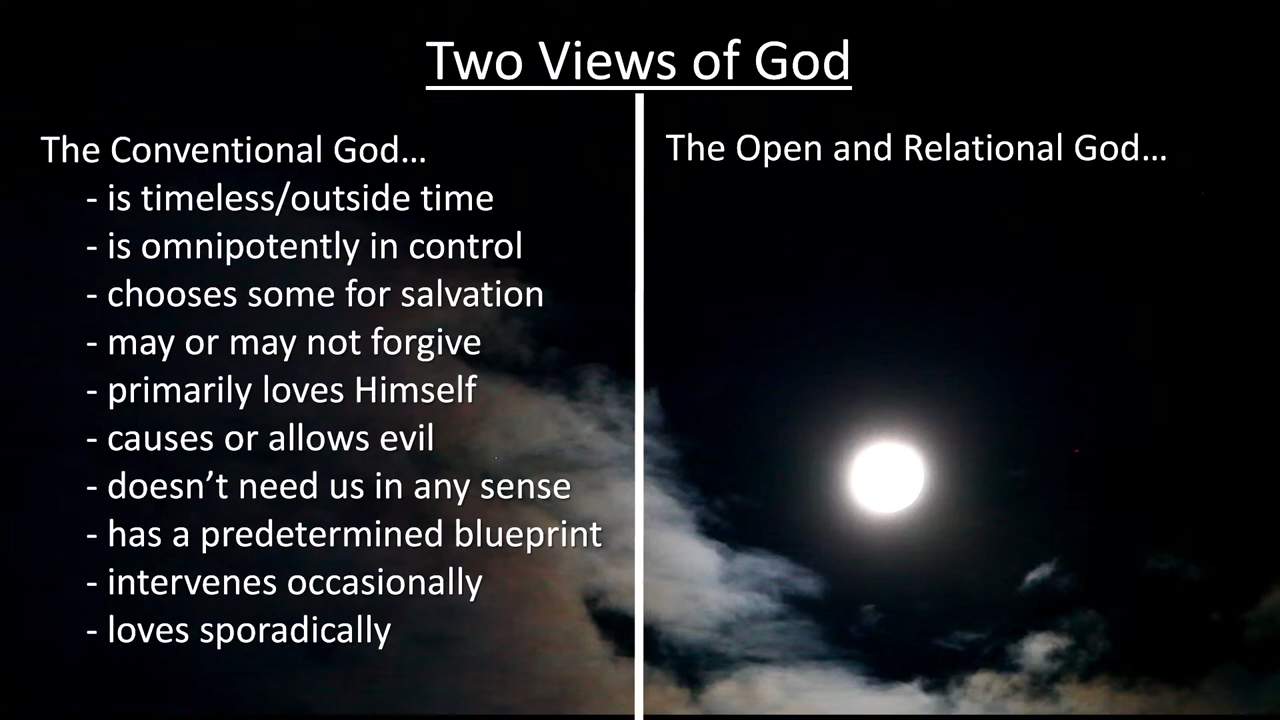 Two Views of God
The Conventional God…
- is timeless/outside time
- is omnipotently in control
- chooses some for salvation
- may or may not forgive
- primarily loves Himself
- causes or allows evil
- doesn’t need us in any sense
- has a predetermined blueprint
- intervenes occasionally
- loves sporadically
The Open and Relational God…